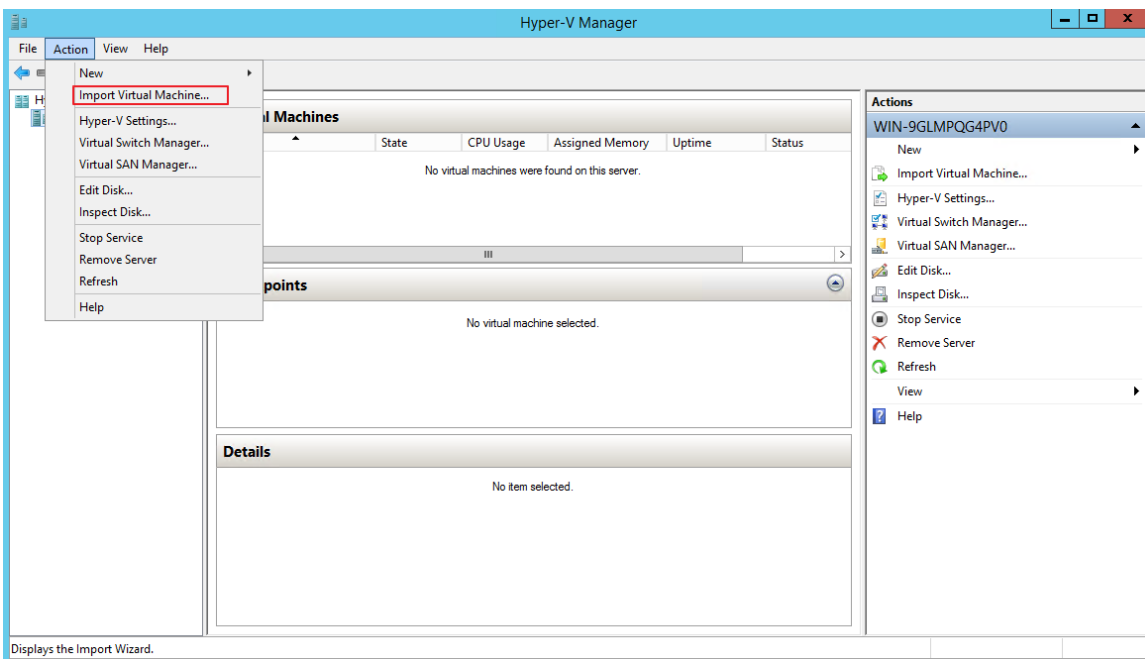 Hyper-V Manager
File Action View Help
New
Import Virtual Machine...
Hyper-V Settings...
Virtual Switch Manager...
Virtual SAN Manager...
Edit Disk...
Inspect Disk...
Stop Service
Remove Server
Refresh
Help
H
l Machines
State CPU Usage Assigned Memory Uptime Status
No virtual machines were found on this server.
points
No virtual machine selected.
Details
No item selected.
Actions
WIN-9GLMPQG4PV0
New
Import Virtual Machine...
Hyper-V Settings...
Virtual Switch Manager...
Virtual SAN Manager...
Edit Disk...
Inspect Disk...
Stop Service
Remove Server
Refresh
View
Help
Displays the Import Wizard.